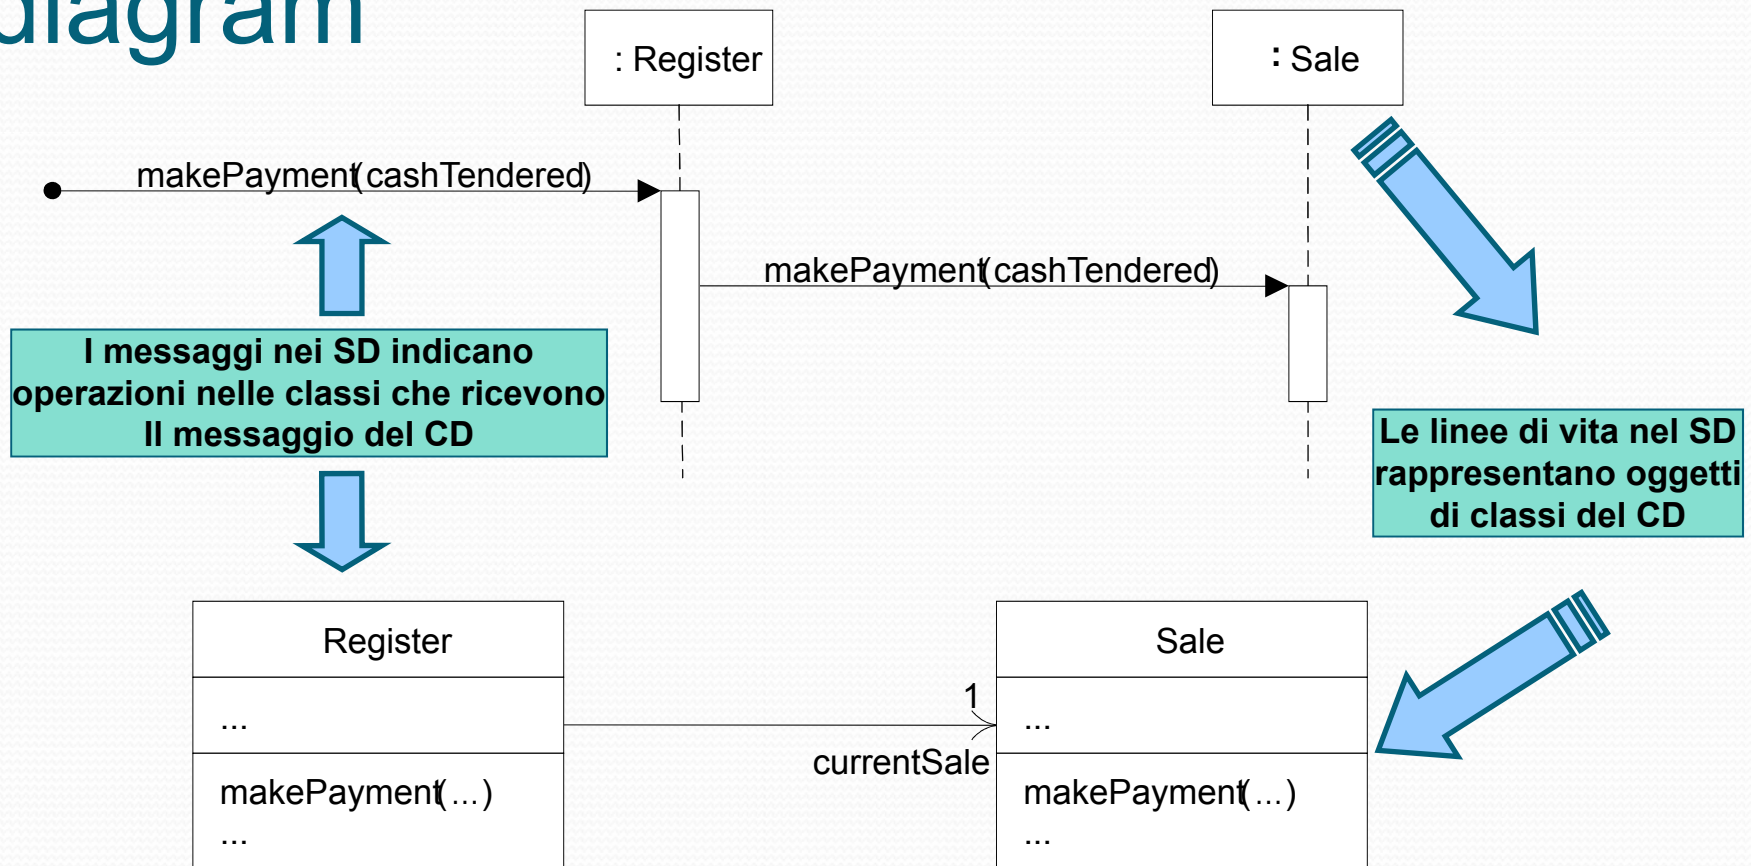 diagram
: Register
: Sale
makePayment(cashTendered)
makePayment(cashTendered)
I messaggi nei SD indicano
operazioni nelle classi che ricevono
Il messaggio del CD
Le linee di vita nel SD
rappresentano oggetti
di classi del CD
Register
Sale
1
...
...
currentSale
makePayment(...)
makePayment(...)
...
...